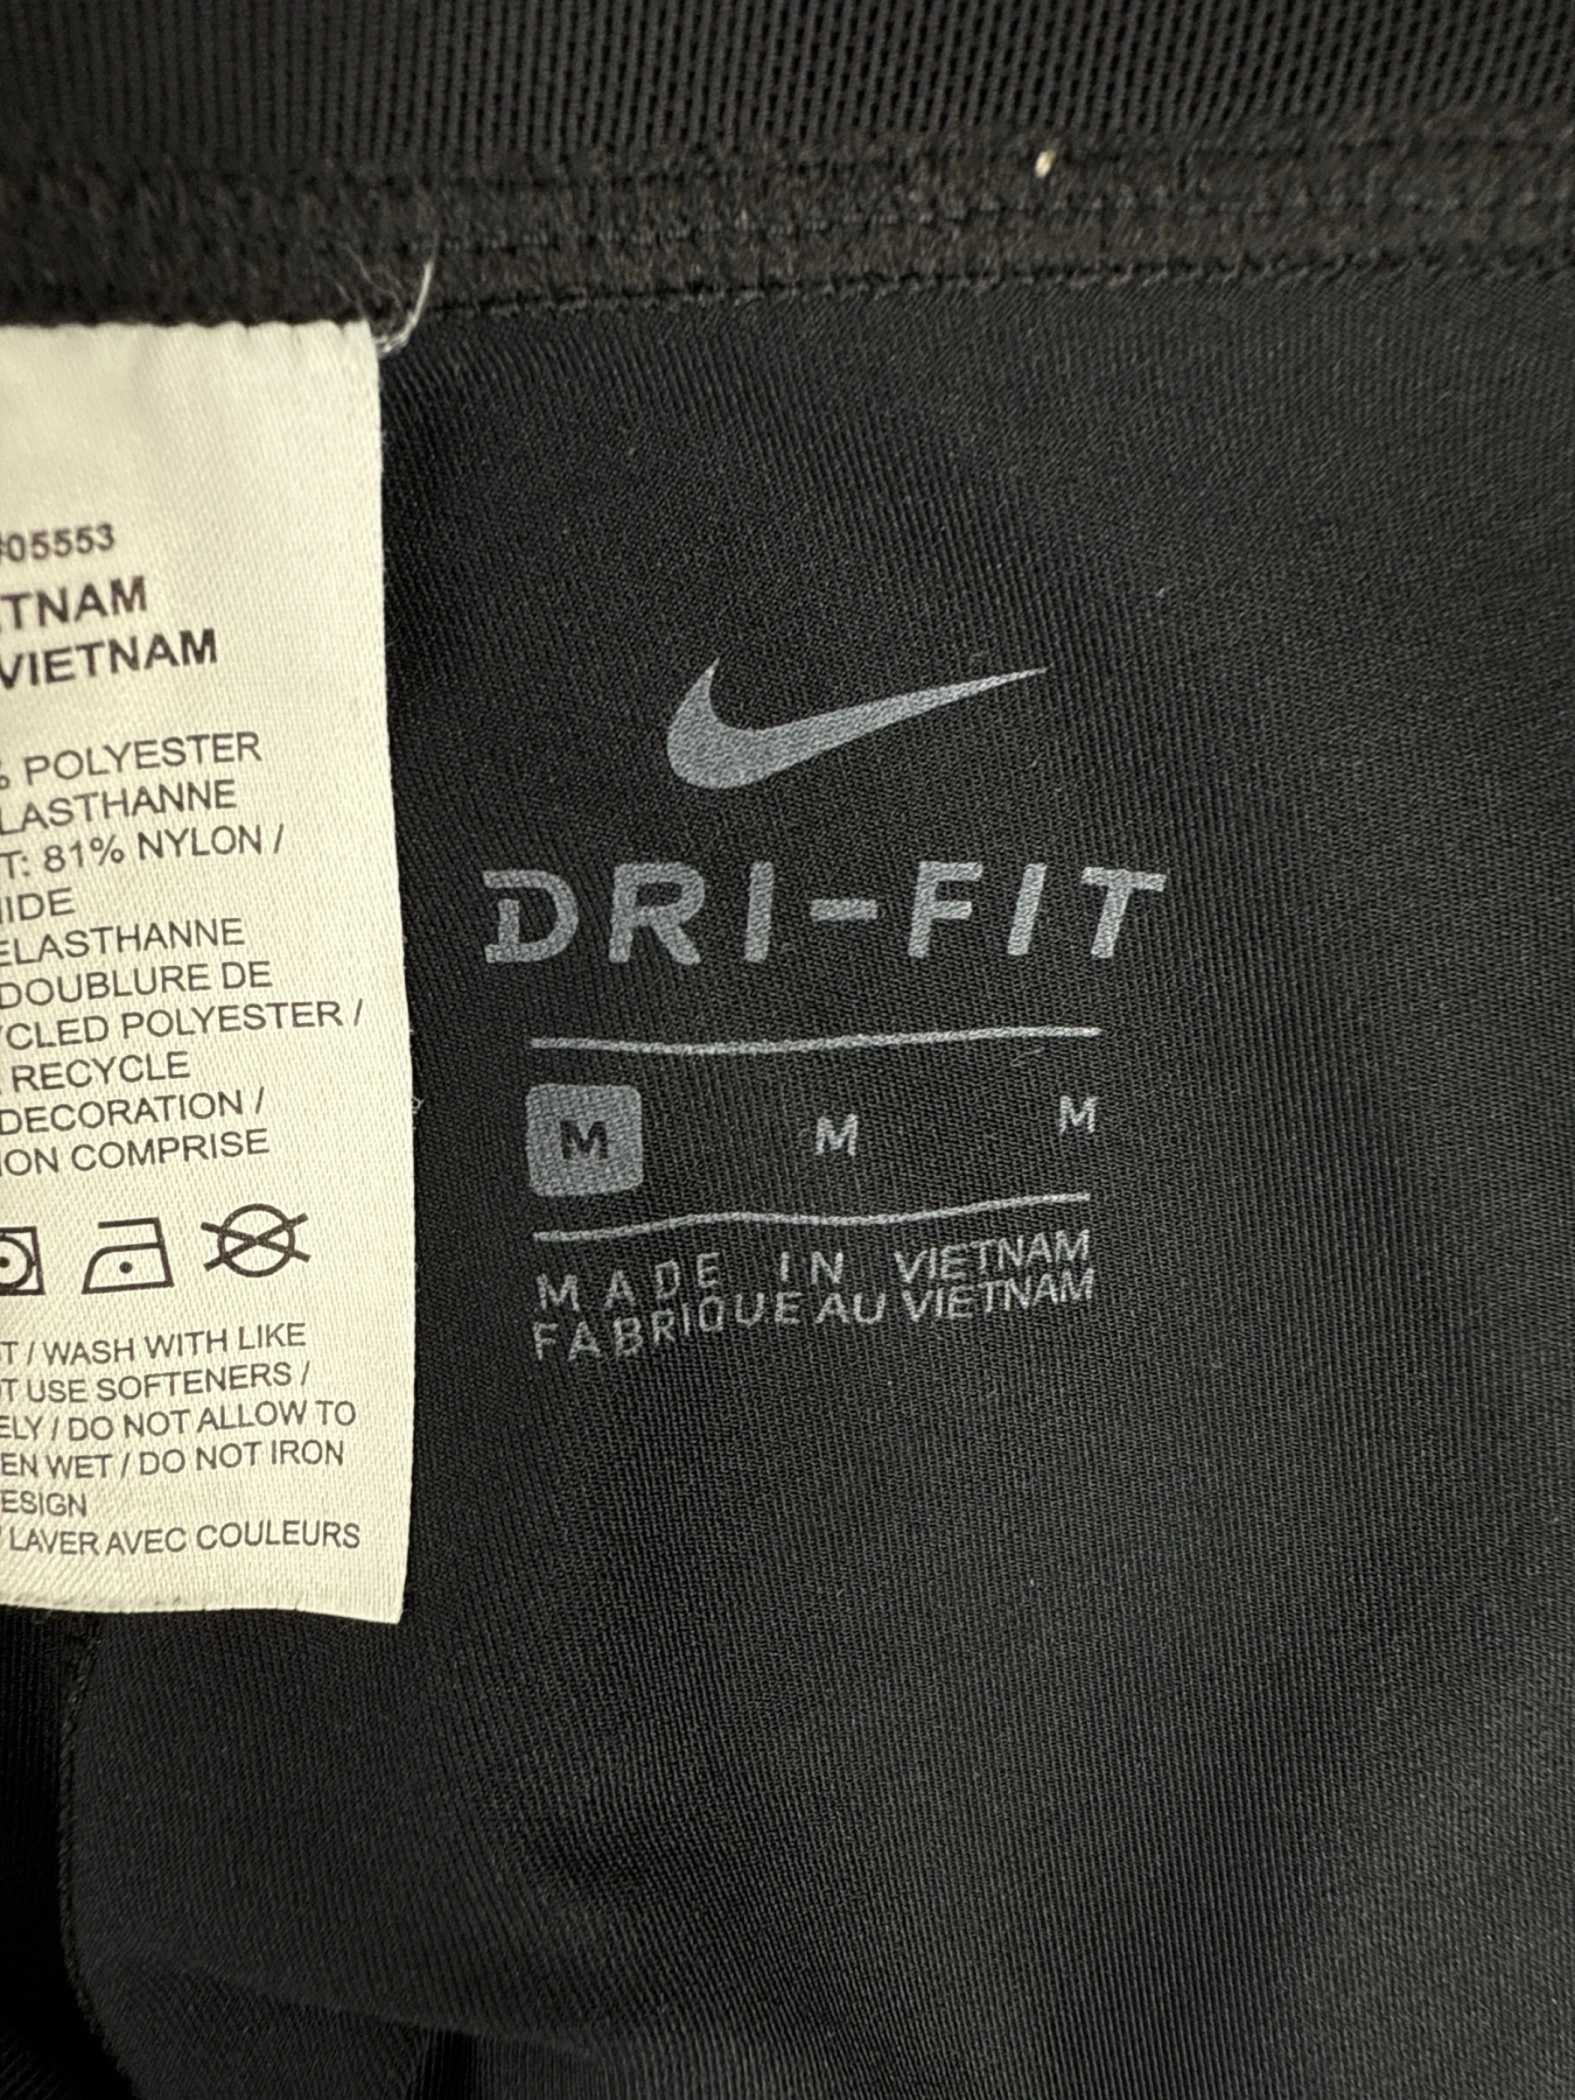 #05553
TNAM
VIETNAM
% POLYESTER
LASTHANNE
T: 81% NYLON /
IDE
ELASTHANNE
DOUBLURE DE
CLED POLYESTER /
RECYCLE
DECORATION /
ION COMPRISE
T / WASH WITH LIKE
T USE SOFTENERS /
ELY / DO NOT ALLOW TO
EN WET / DO NOT IRON
ESIGN
/ LAVER AVEC COULEURS
DRI-FIT
M M M
MADE IN VIETNAM
FABRIQUE AU VIETNAM